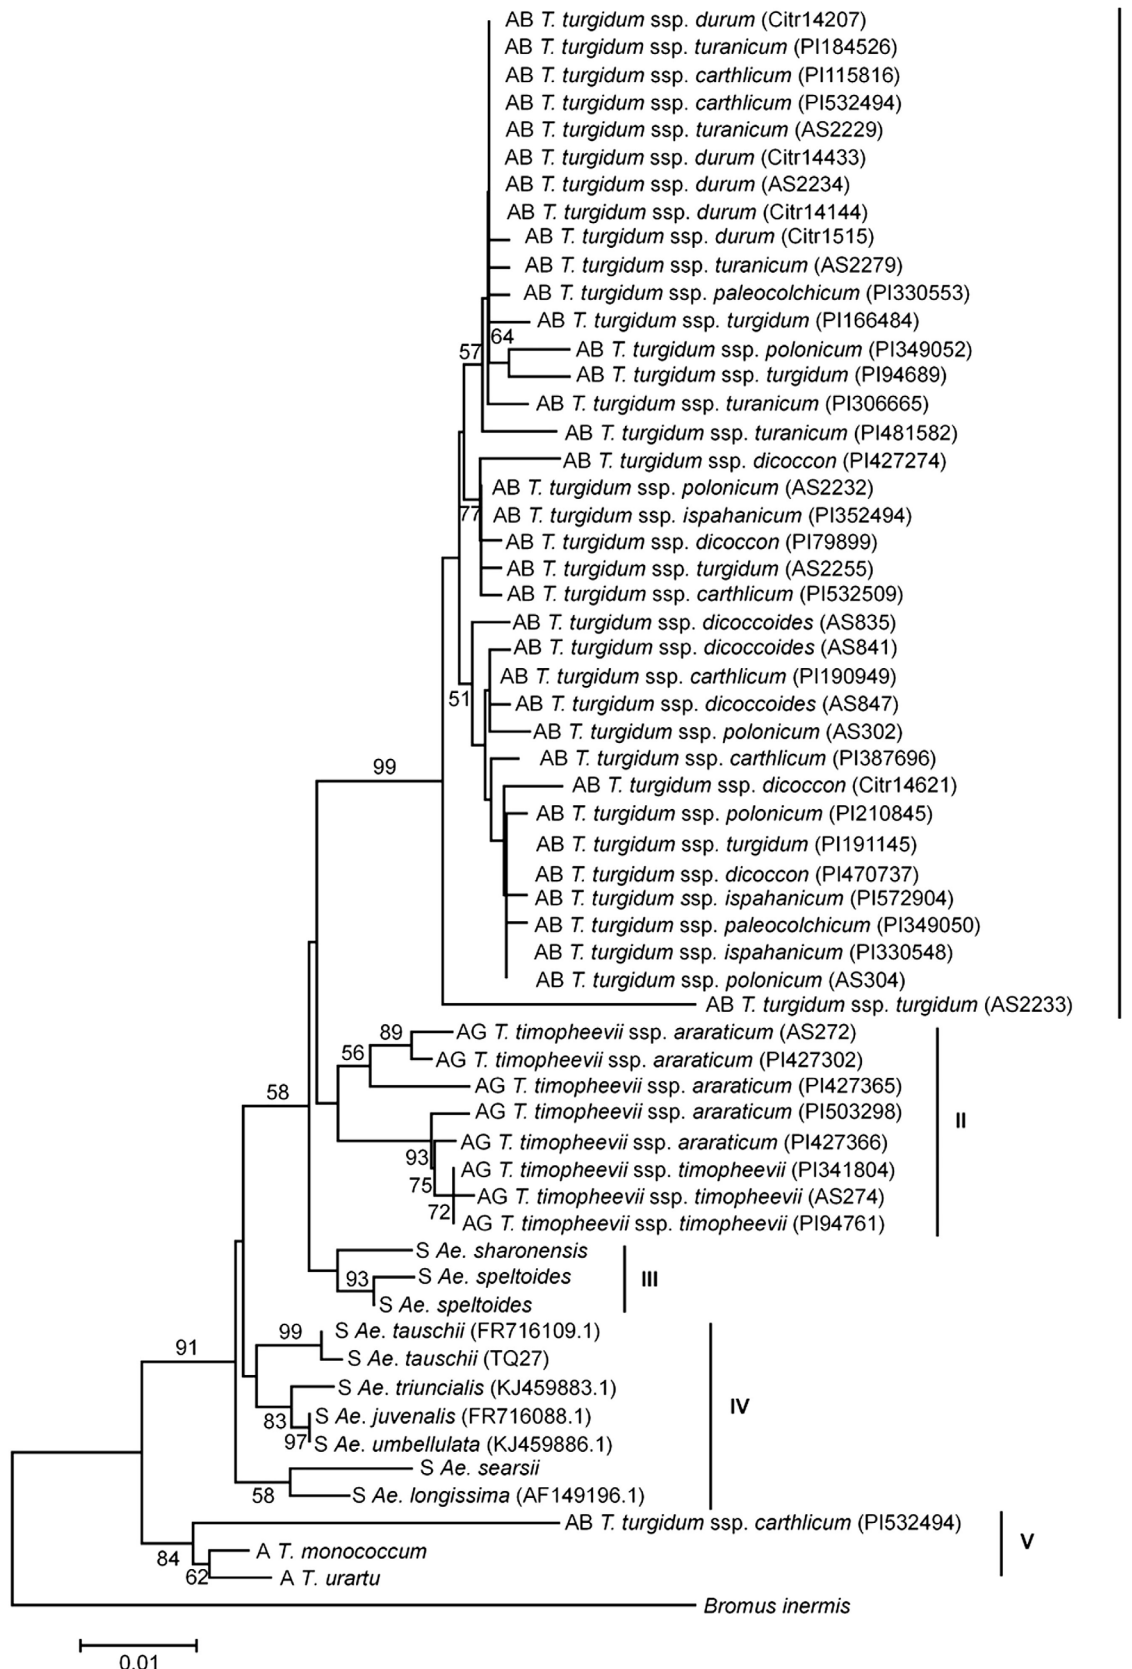 AB T. turgidum ssp. durum (Citr14207)
AB T. turgidum ssp. turanicum (PI184526)
AB T. turgidum ssp. carthlicum (PI115816)
AB T. turgidum ssp. carthlicum (PI532494)
AB T. turgidum ssp. turanicum (AS2229)
AB T. turgidum ssp. durum (Citr14433)
AB T. turgidum ssp. durum (AS2234)
AB T. turgidum ssp. durum (Citr14144)
AB T. turgidum ssp. durum (Citr1515)
AB T. turgidum ssp. turanicum (AS2279)
AB T. turgidum ssp. paleocolchicum (PI330553)
AB T. turgidum ssp. turgidum (PI166484)
64
57
AB T. turgidum ssp. polonicum (PI349052)
AB T. turgidum ssp. turgidum (PI94689)
AB T. turgidum ssp. turanicum (PI306665)
AB T. turgidum ssp. turanicum (PI481582)
AB T. turgidum ssp. dicoccon (PI427274)
AB T. turgidum ssp. polonicum (AS2232)
77
AB T. turgidum ssp. ispahanicum (PI352494)
AB T. turgidum ssp. dicoccon (PI79899)
AB T. turgidum ssp. turgidum (AS2255)
AB T. turgidum ssp. carthlicum (PI532509)
AB T. turgidum ssp. dicoccoides (AS835)
AB T. turgidum ssp. dicoccoides (AS841)
AB T. turgidum ssp. carthlicum (PI190949)
51
AB T. turgidum ssp. dicoccoides (AS847)
AB T. turgidum ssp. polonicum (AS302)
AB T. turgidum ssp. carthlicum (PI387696)
99
AB T. turgidum ssp. dicoccon (Citr14621)
AB T. turgidum ssp. polonicum (PI210845)
AB T. turgidum ssp. turgidum (PI191145)
AB T. turgidum ssp. dicoccon (PI470737)
AB T. turgidum ssp. ispahanicum (PI572904)
AB T. turgidum ssp. paleocolchicum (PI349050)
AB T. turgidum ssp. ispahanicum (PI330548)
AB T. turgidum ssp. polonicum (AS304)
AB T. turgidum ssp. turgidum (AS2233)
89
AG T. timopheevii ssp. araraticum (AS272)
56
AG T. timopheevii ssp. araraticum (PI427302)
AG T. timopheevii ssp. araraticum (PI427365)
58
AG T. timopheevii ssp. araraticum (PI503298)
II
AG T. timopheevii ssp. araraticum (PI427366)
93
AG T. timopheevii ssp. timopheevii (PI341804)
75
AG T. timopheevii ssp. timopheevii (AS274)
72
AG T. timopheevii ssp. timopheevii (PI94761)
S Ae. sharonensis
93
S Ae. speltoides
III
S Ae. speltoides
99
S Ae. tauschii (FR716109.1)
91
S Ae. tauschii (TQ27)
S Ae. triuncialis (KJ459883.1)
IV
83
S Ae. juvenalis (FR716088.1)
97
S Ae. umbellulata (KJ459886.1)
S Ae. searsii
58
S Ae. longissima (AF149196.1)
AB T. turgidum ssp. carthlicum (PI532494)
V
84
A T. monococcum
62
A T. urartu
Bromus inermis
0.01